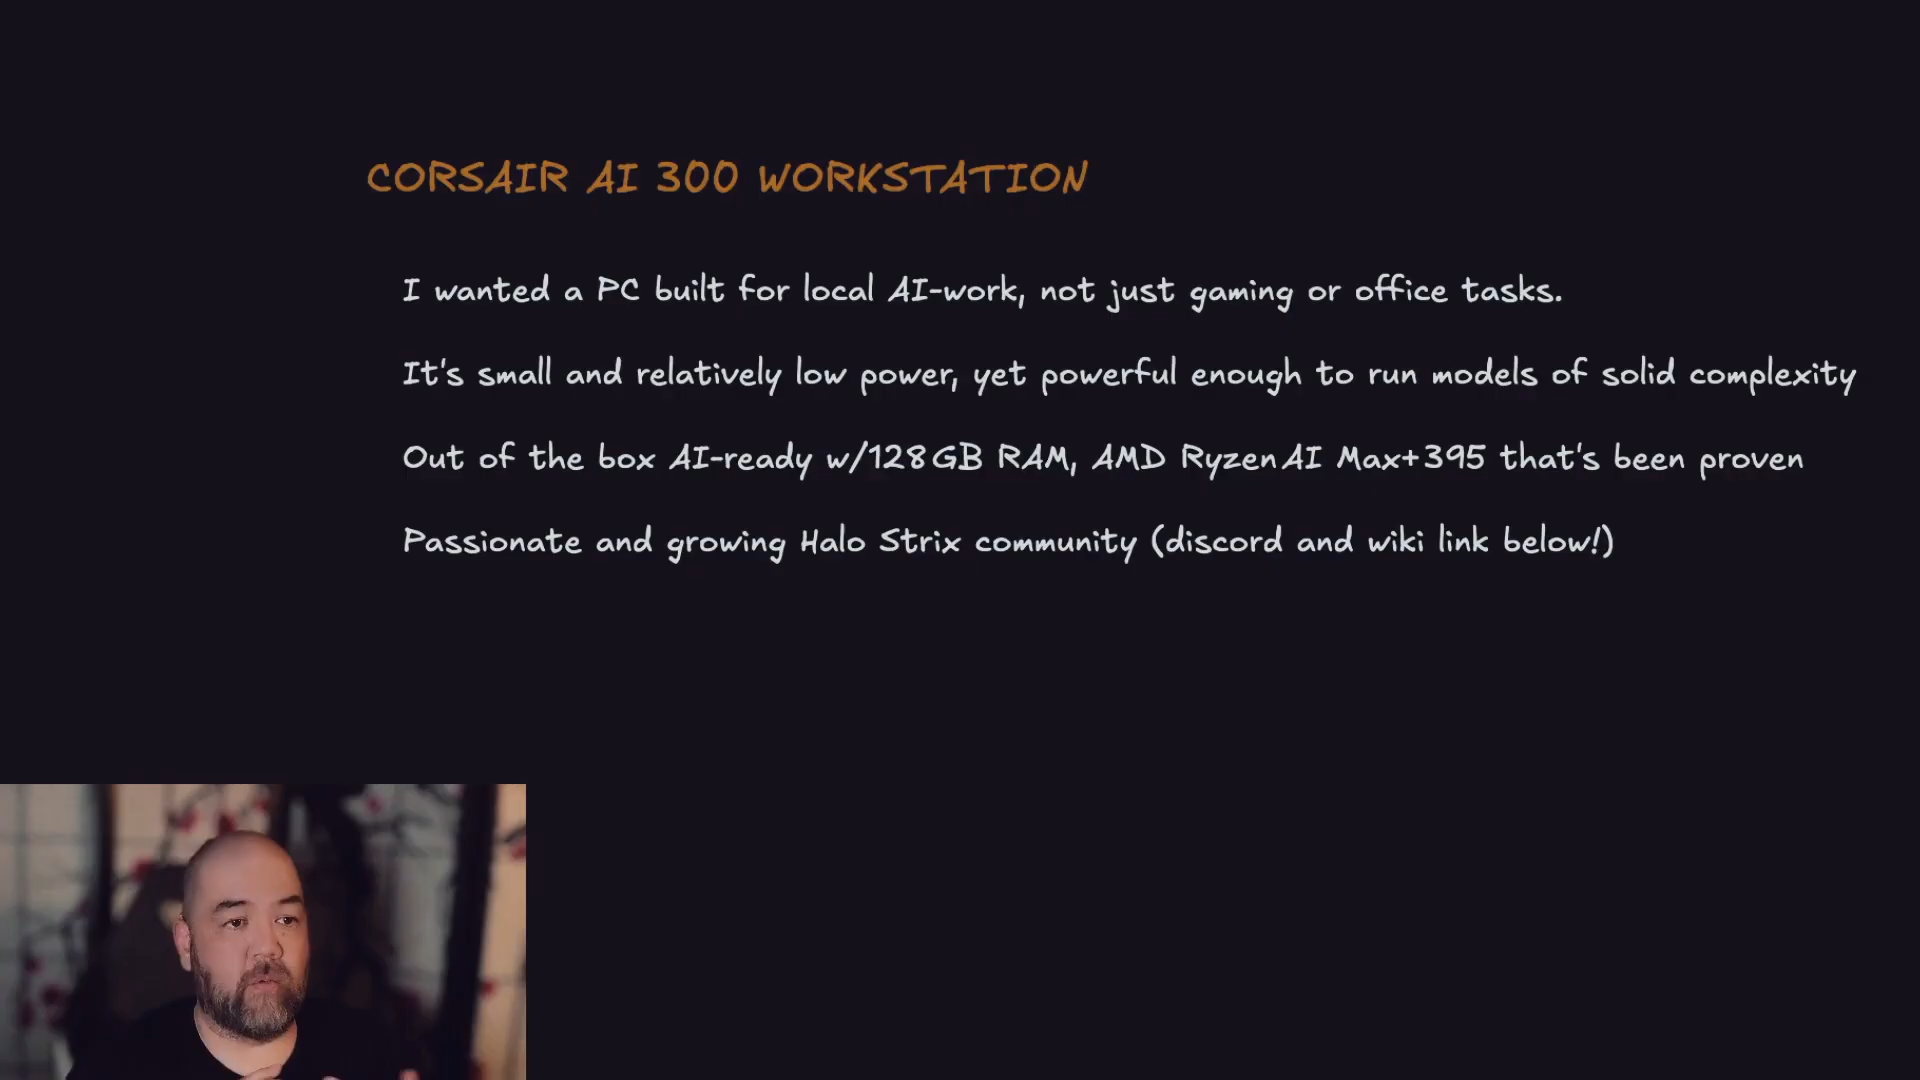 CORSAIR AI 300 WORKSTATION
I wanted a PC built for local AI-work, not just gaming or office tasks.
It's small and relatively low power, yet powerful enough to run models of solid complexity
Out of the box AI-ready w/128GB RAM, AMD RyzenAI Max+395 that's been proven
Passionate and growing Halo Strix community (discord and wiki link below!)